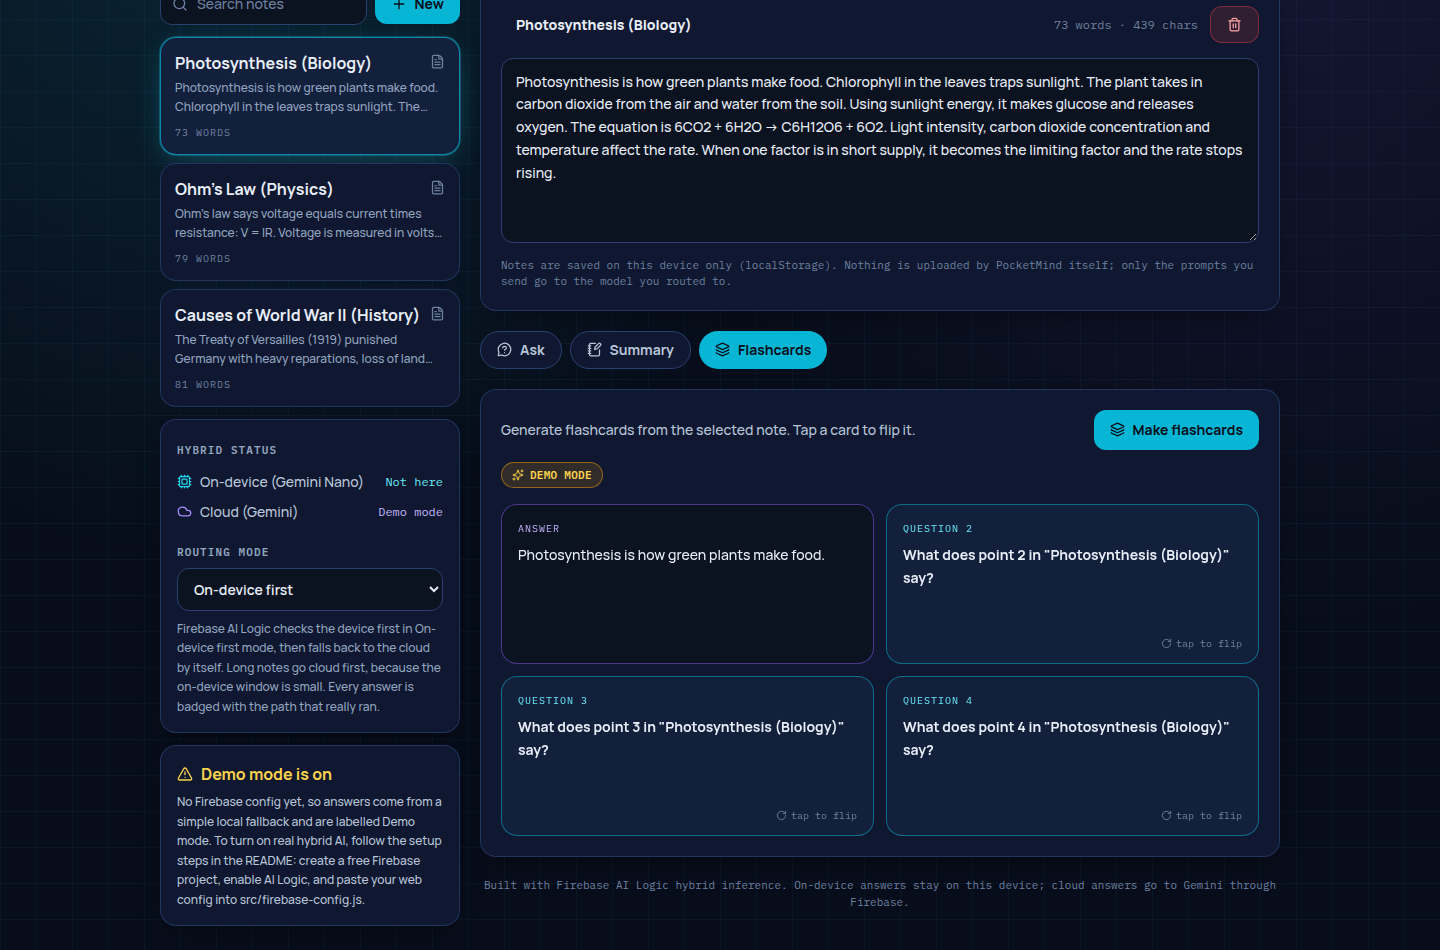 Search notes
+ New
Photosynthesis (Biology)
Photosynthesis is how green plants make food.
Chlorophyll in the leaves traps sunlight. The...
73 WORDS
Ohm's Law (Physics)
Ohm's law says voltage equals current times
resistance: V = IR. Voltage is measured in volts...
79 WORDS
Causes of World War II (History)
The Treaty of Versailles (1919) punished
Germany with heavy reparations, loss of land...
81 WORDS
HYBRID STATUS
On-device (Gemini Nano) Not here
Cloud (Gemini) Demo mode
ROUTING MODE
On-device first
Firebase AI Logic checks the device first in On-
device first mode, then falls back to the cloud
by itself. Long notes go cloud first, because the
on-device window is small. Every answer is
badged with the path that really ran.
Demo mode is on
No Firebase config yet, so answers come from a
simple local fallback and are labelled Demo
mode. To turn on real hybrid AI, follow the setup
steps in the README: create a free Firebase
project, enable AI Logic, and paste your web
config into src/firebase-config.js.
Photosynthesis (Biology) 73 words · 439 chars
Photosynthesis is how green plants make food. Chlorophyll in the leaves traps sunlight. The plant takes in
carbon dioxide from the air and water from the soil. Using sunlight energy, it makes glucose and releases
oxygen. The equation is 6CO2 + 6H2O → C6H12O6 + 6O2. Light intensity, carbon dioxide concentration and
temperature affect the rate. When one factor is in short supply, it becomes the limiting factor and the rate stops
rising.
Notes are saved on this device only (localStorage). Nothing is uploaded by PocketMind itself; only the prompts you
send go to the model you routed to.
Ask Summary Flashcards
Generate flashcards from the selected note. Tap a card to flip it. Make flashcards
DEMO MODE
ANSWER
Photosynthesis is how green plants make food.
QUESTION 2
What does point 2 in "Photosynthesis (Biology)"
say?
tap to flip
QUESTION 3
What does point 3 in "Photosynthesis (Biology)"
say?
tap to flip
QUESTION 4
What does point 4 in "Photosynthesis (Biology)"
say?
tap to flip
Built with Firebase AI Logic hybrid inference. On-device answers stay on this device; cloud answers go to Gemini through
Firebase.